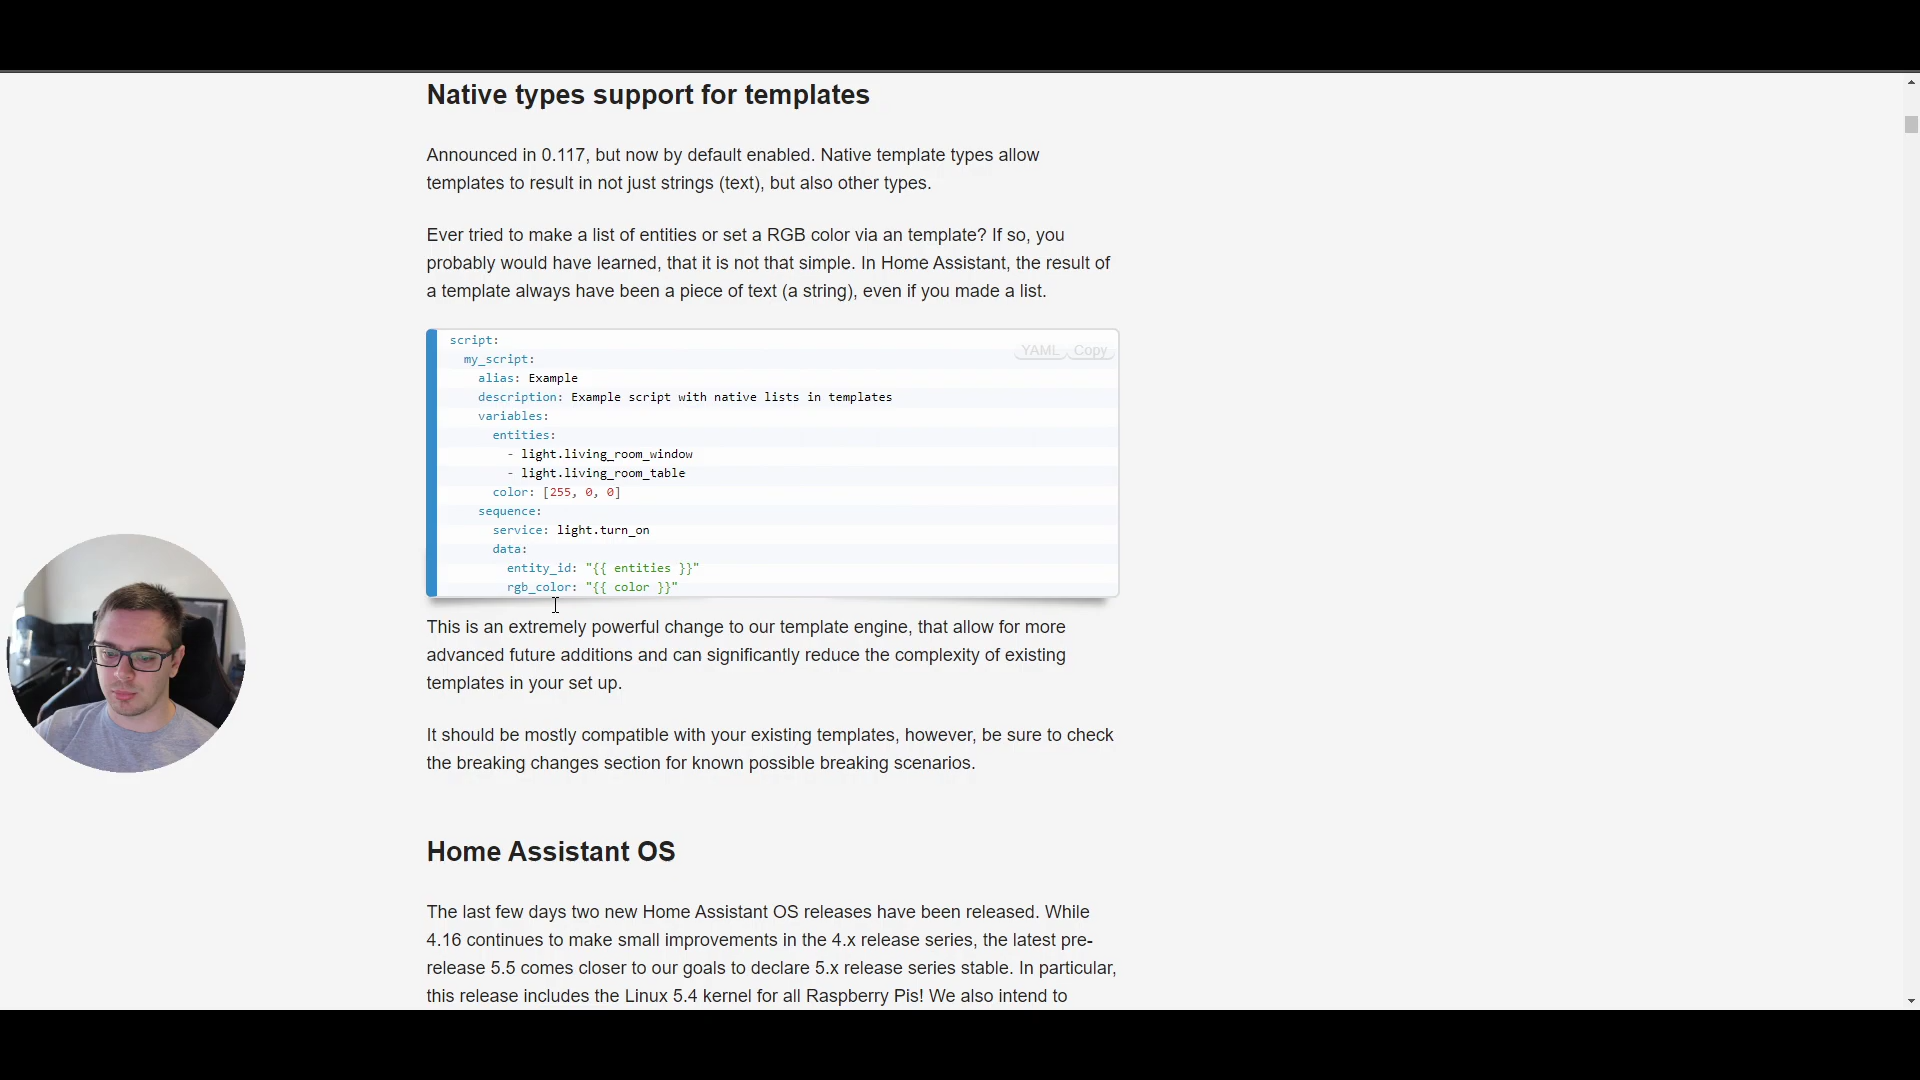 Native types support for templates
Announced in 0.117, but now by default enabled. Native template types allow
templates to result in not just strings (text), but also other types.
Ever tried to make a list of entities or set a RGB color via an template? If so, you
probably would have learned, that it is not that simple. In Home Assistant, the result of
a template always have been a piece of text (a string), even if you made a list.
YAML Copy
script:
  my_script:
    alias: Example
    description: Example script with native lists in templates
    variables:
      entities:
        - light.living_room_window
        - light.living_room_table
      color: [255, 0, 0]
    sequence:
      service: light.turn_on
      data:
        entity_id: "{{ entities }}"
        rgb_color: "{{ color }}"
This is an extremely powerful change to our template engine, that allow for more
advanced future additions and can significantly reduce the complexity of existing
templates in your set up.
It should be mostly compatible with your existing templates, however, be sure to check
the breaking changes section for known possible breaking scenarios.
Home Assistant OS
The last few days two new Home Assistant OS releases have been released. While
4.16 continues to make small improvements in the 4.x release series, the latest pre-
release 5.5 comes closer to our goals to declare 5.x release series stable. In particular,
this release includes the Linux 5.4 kernel for all Raspberry Pis! We also intend to